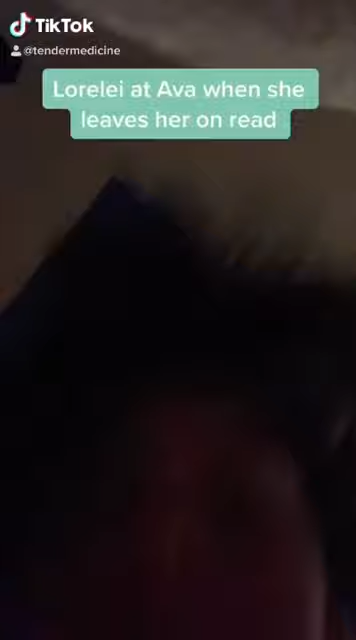 TikTok
@tendermedicine
Lorelei at Ava when she
leaves her on read